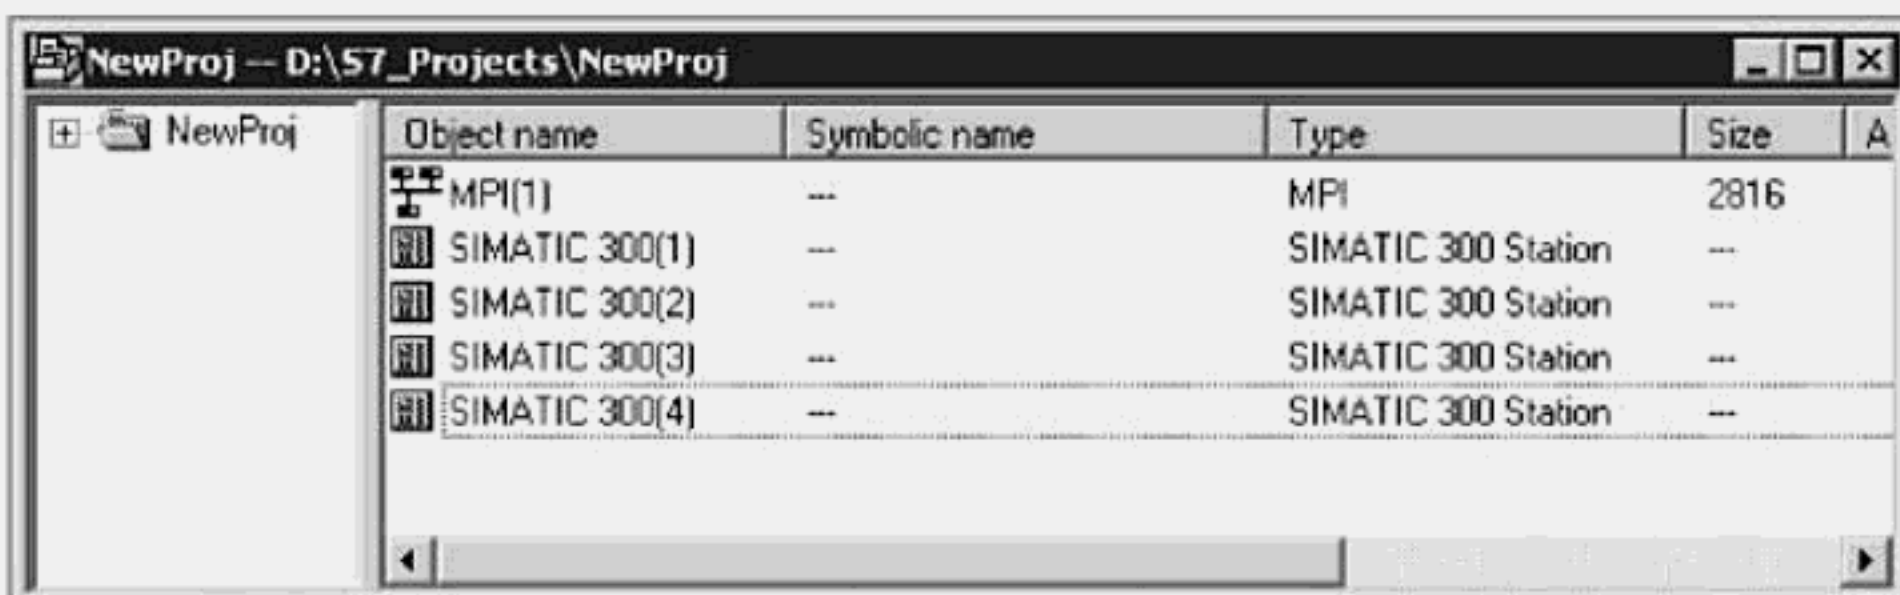 NewProj -- D:\S7_Projects\NewProj
NewProj
Object name Symbolic name Type Size A
MPI(1) --- MPI 2816
SIMATIC 300(1) --- SIMATIC 300 Station ---
SIMATIC 300(2) --- SIMATIC 300 Station ---
SIMATIC 300(3) --- SIMATIC 300 Station ---
SIMATIC 300(4) --- SIMATIC 300 Station ---